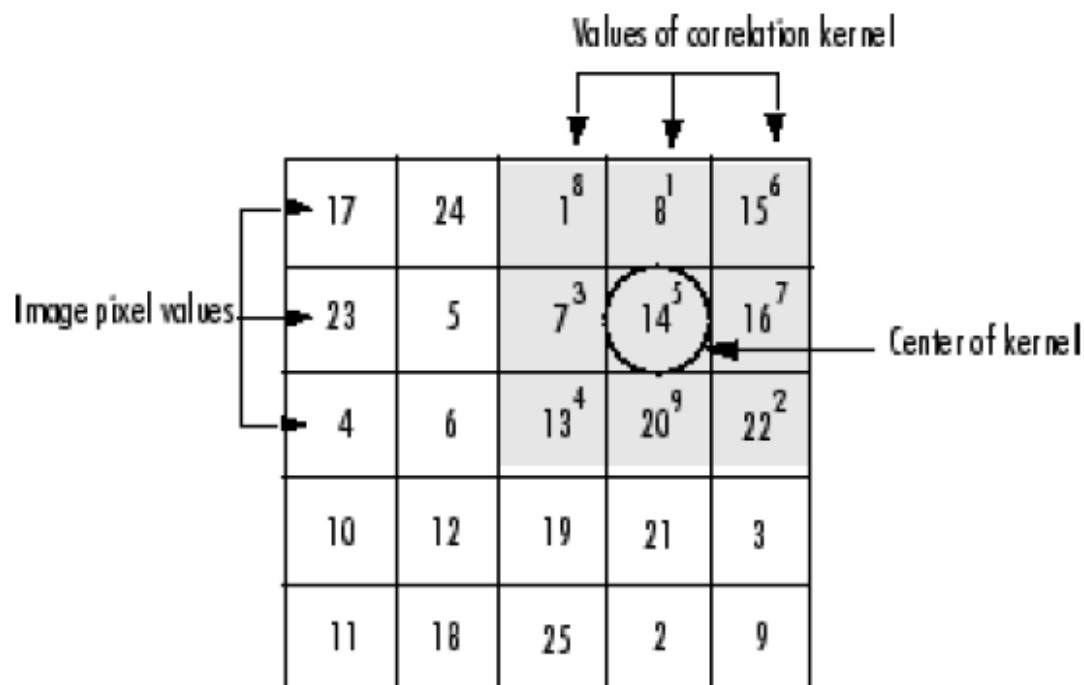 Values of correlation kernel
17 24 1 8 8 1 15 6
Image pixel values 23 5 7 3 14 5 16 7
Center of kernel
4 6 13 4 20 9 22 2
10 12 19 21 3
11 18 25 2 9